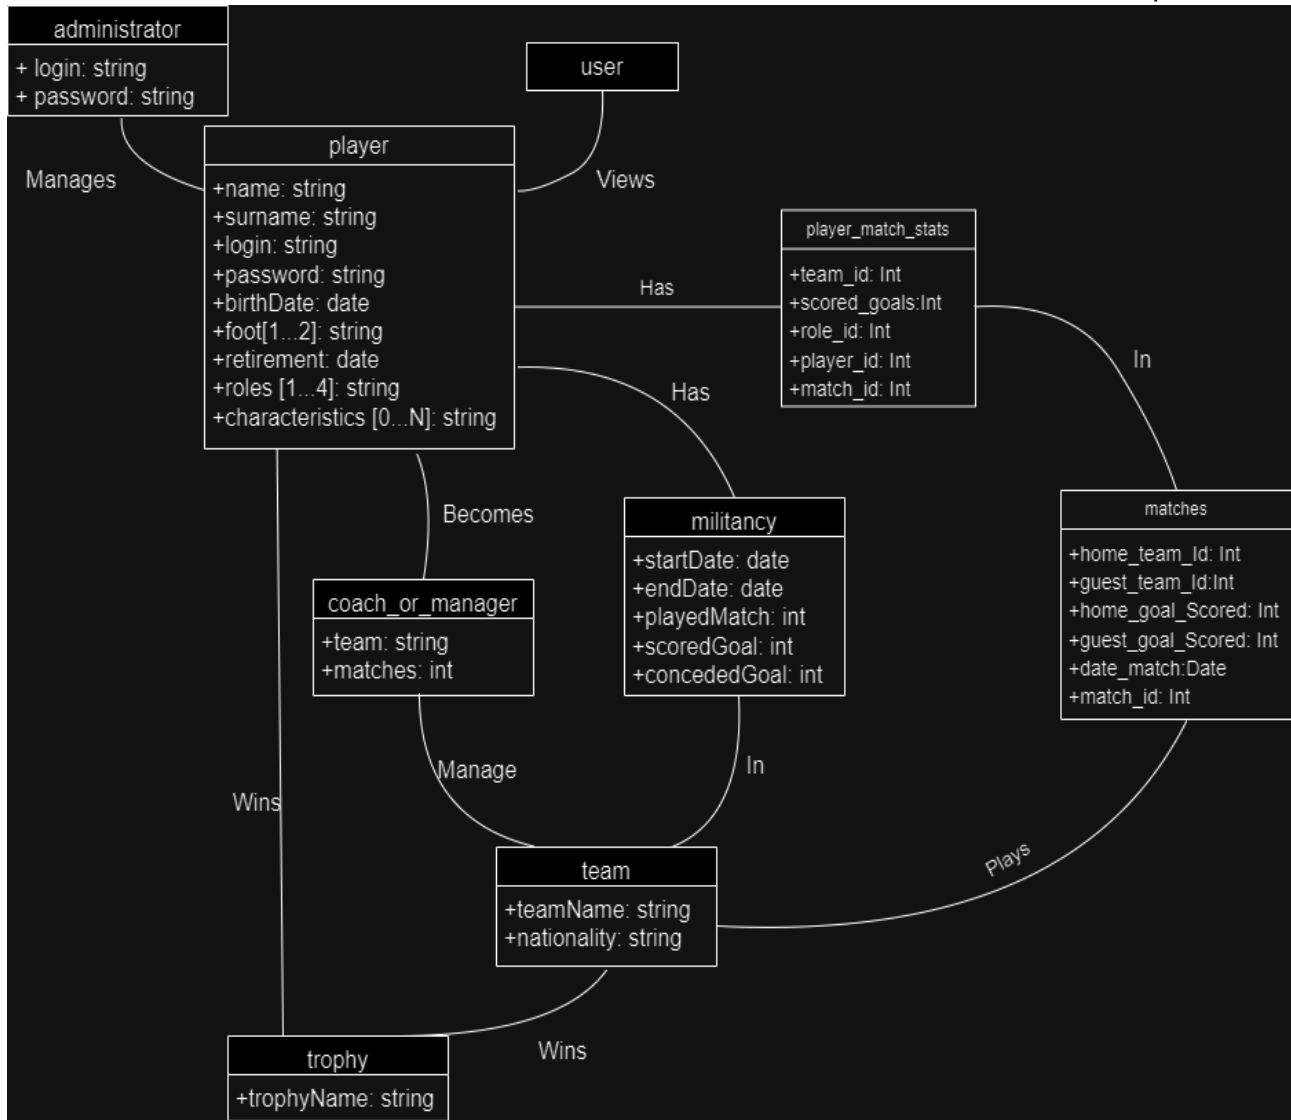 administrator
+ login: string
+ password: string
user
Manages
Views
player
+name: string
+surname: string
+login: string
+password: string
+birthDate: date
+foot[1...2]: string
+retirement: date
+roles [1...4]: string
+characteristics [0...N]: string
Has
player_match_stats
+team_id: Int
+scored_goals:Int
+role_id: Int
+player_id: Int
+match_id: Int
In
Has
Becomes
militancy
+startDate: date
+endDate: date
+playedMatch: int
+scoredGoal: int
+concededGoal: int
matches
+home_team_Id: Int
+guest_team_Id:Int
+home_goal_Scored: Int
+guest_goal_Scored: Int
+date_match:Date
+match_id: Int
coach_or_manager
+team: string
+matches: int
Manage
In
Wins
Plays
team
+teamName: string
+nationality: string
Wins
trophy
+trophyName: string